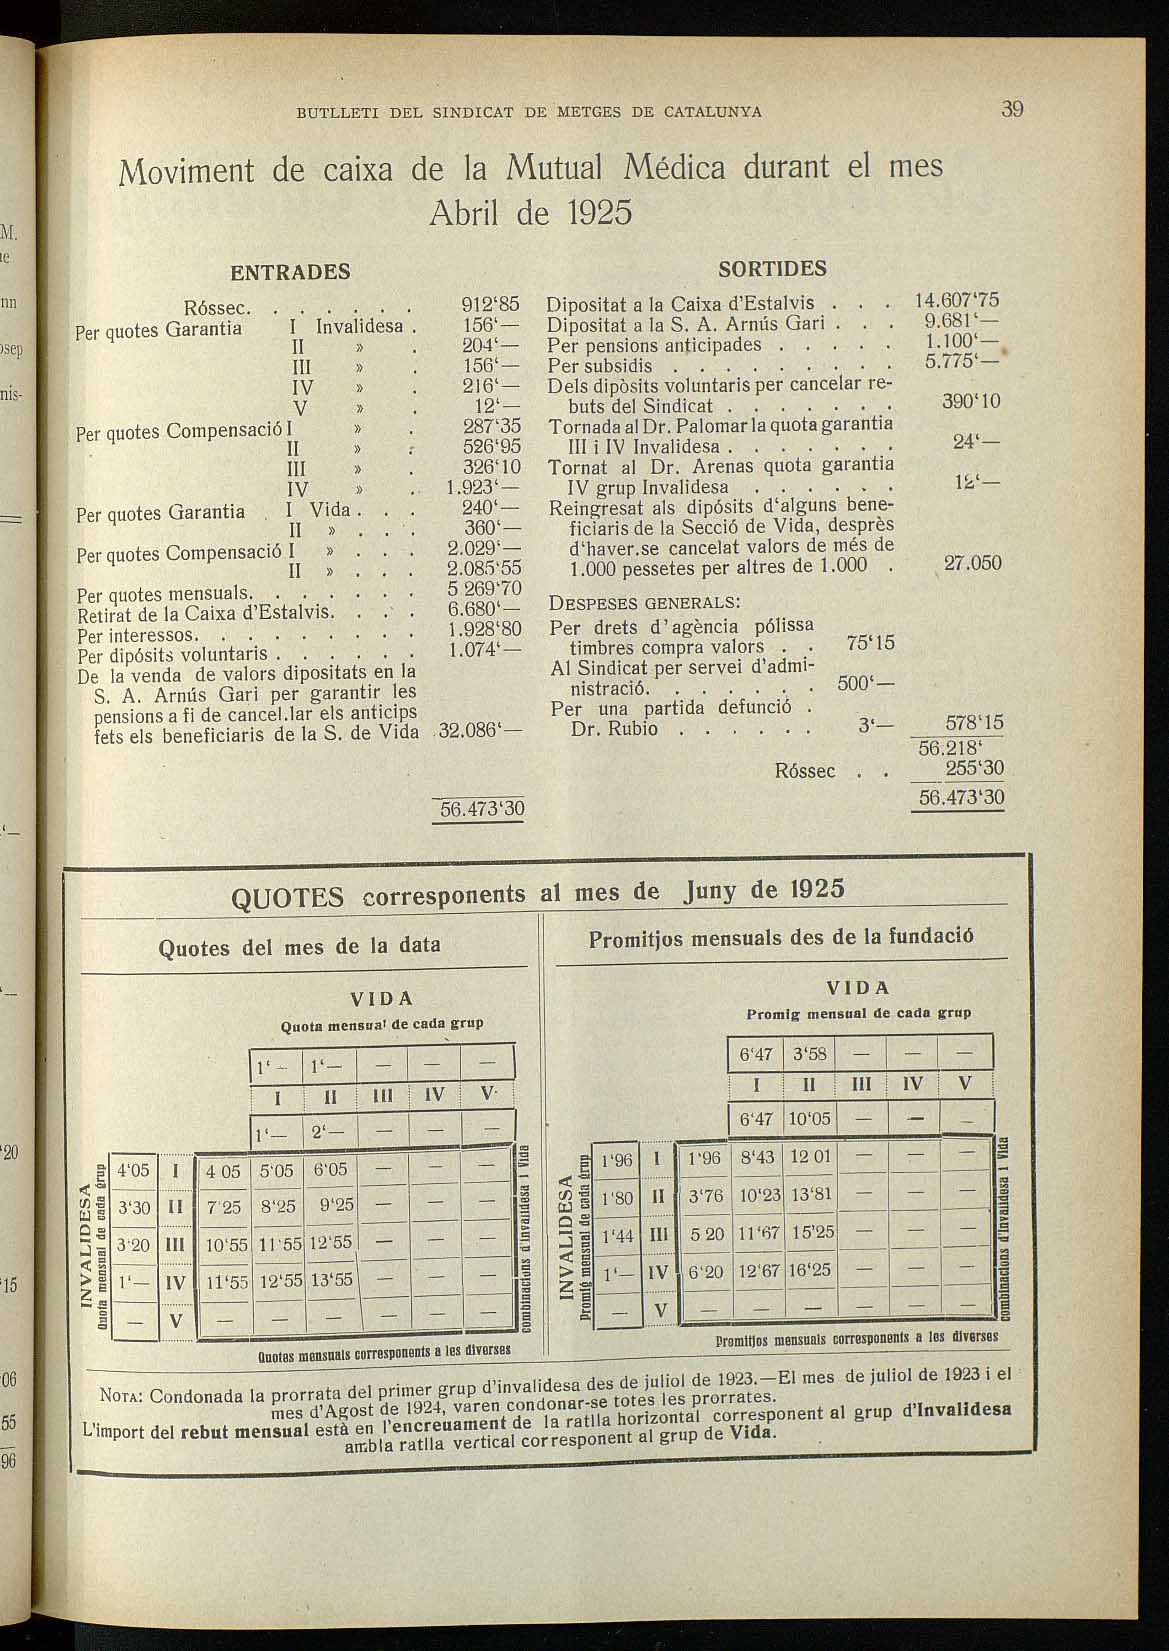 BUTLLETI DEL SINDICAT DE METGES DE CATALUNYA 39
Moviment de caixa de la Mutual Médica durant el mes
Abril de 1925
ENTRADES
Róssec. . . . . . . 912‘85
Per quotes Garantia I Invalidesa . 156‘—
II » . 204‘—
III » . 156‘—
IV » . 216‘—
V » . 12‘—
Per quotes Compensació I » . 287‘35
II » . 526‘95
III » . 326‘10
IV » . 1.923‘—
Per quotes Garantia I Vida . . . 240‘—
II » . . . 360‘—
Per quotes Compensació I » . . . 2.029‘—
II » . . . 2.085‘55
Per quotes mensuals. . . . . . . 5 269‘70
Retirat de la Caixa d’Estalvis. . . . 6.680‘—
Per interessos. . . . . . . . . 1.928‘80
Per dipósits voluntaris . . . . . . 1.074‘—
De la venda de valors dipositats en la
S. A. Arnús Gari per garantir les
pensions a fi de cancel.lar els anticips
fets els beneficiaris de la S. de Vida 32.086‘—
56.473‘30
SORTIDES
Dipositat a la Caixa d’Estalvis . . . 14.607‘75
Dipositat a la S. A. Arnús Gari . . . 9.681‘—
Per pensions anticipades . . . . . 1.100‘—
Per subsidis . . . . . . . . . 5.775‘—
Dels dipòsits voluntaris per cancelar re-
buts del Sindicat . . . . . . . 390‘10
Tornada al Dr. Palomar la quota garantia
III i IV Invalidesa . . . . . . . 24‘—
Tornat al Dr. Arenas quota garantia
IV grup Invalidesa . . . . . . 12‘—
Reingresat als dipósits d‘alguns bene-
ficiaris de la Secció de Vida, desprès
d‘haver.se cancelat valors de més de
1.000 pessetes per altres de 1.000 . 27.050
DESPESES GENERALS:
Per drets d’agència pólissa
timbres compra valors . . 75‘15
Al Sindicat per servei d’admi-
nistració. . . . . . . 500‘—
Per una partida defunció .
Dr. Rubio . . . . . . 3‘— 578‘15
56.218‘
Róssec . . 255‘30
56.473‘30
QUOTES corresponents al mes de Juny de 1925
Quotes del mes de la data
VIDA
Quota mensual de cada grup
1‘- 1‘— — — —
I II III IV V
1‘— 2‘— — — —
INVALIDESA
Quota mensual de cada grup
4‘05 I 4 05 5‘05 6‘05 — — —
3‘30 II 7‘25 8‘25 9‘25 — — —
3‘20 III 10‘55 11‘55 12‘55 — — —
1‘— IV 11‘55 12‘55 13‘55 — — —
— V — — — — — —
Quotes mensuals corresponents a les diverses
combinacions d'Invalidesa i Vida
Promitjos mensuals des de la fundació
VIDA
Promig mensual de cada grup
6‘47 3‘58 — — —
I II III IV V
6‘47 10‘05 — — —
INVALIDESA
Promig mensual de cada grup
1‘96 I 1‘96 8‘43 12 01 — — —
1‘80 II 3‘76 10‘23 13‘81 — — —
1‘44 III 5 20 11‘67 15’25 — — —
1‘— IV 6‘20 12‘67 16‘25 — — —
— V — — — — — —
Promitjos mensuals corresponents a les diverses
combinacions d'Invalidesa i Vida
NOTA: Condonada la prorrata del primer grup d’invalidesa des de juliol de 1923.—El mes de juliol de 1923 i el
mes d’Agost de 1924, varen condonar-se totes les prorrates.
L’import del rebut mensual està en l’encreuament de la ratlla horizontal corresponent al grup d’Invalidesa
ambla ratlla vertical corresponent al grup de Vida.
M.
nn
osep
nis-
‘—
‘—
‘20
‘15
‘06
55
96